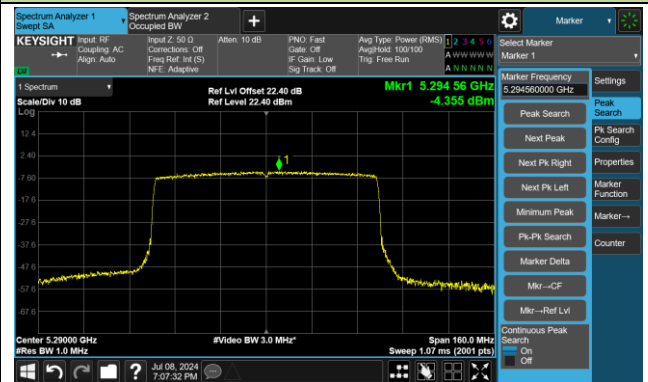 Spectrum Analyzer 1
Swept SA
Spectrum Analyzer 2
Occupied BW
+
Marker
KEYSIGHT
Input: RF
Coupling: AC
Align: Auto
Input Z: 50 Ω
Corrections: Off
Freq Ref: Int (S)
NFE: Adaptive
Atten: 10 dB
PNO: Fast
Gate: Off
IF Gain: Low
Sig Track: Off
Avg Type: Power (RMS)
Avg|Hold: 100/100
Trig: Free Run
1 2 3 4 5 6
A W W W W W
A N N N N N
LXI
Select Marker
Marker 1
1 Spectrum
Scale/Div 10 dB
Log
Ref Lvl Offset 22.40 dB
Ref Level 22.40 dBm
Mkr1 5.294 56 GHz
-4.355 dBm
12.4
2.40
-7.60
-17.6
-27.6
-37.6
-47.6
-57.6
-67.6
1
Center 5.29000 GHz
#Res BW 1.0 MHz
#Video BW 3.0 MHz*
Span 160.0 MHz
Sweep 1.07 ms (2001 pts)
Marker Frequency
5.294560000 GHz
Peak Search
Next Peak
Next Pk Right
Next Pk Left
Minimum Peak
Pk-Pk Search
Marker Delta
Mkr→CF
Mkr→Ref Lvl
Continuous Peak
Search
On
Off
Settings
Peak
Search
Pk Search
Config
Properties
Marker
Function
Marker→
Counter
?
Jul 08, 2024
7:07:32 PM